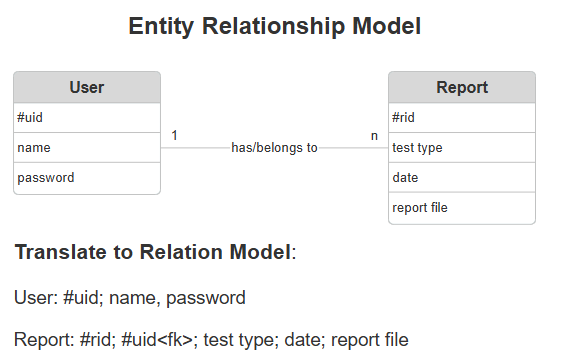 Entity Relationship Model
User
#uid
name
password
1
has/belongs to
n
Report
#rid
test type
date
report file
Translate to Relation Model:
User: #uid; name, password
Report: #rid; #uid<fk>; test type; date; report file